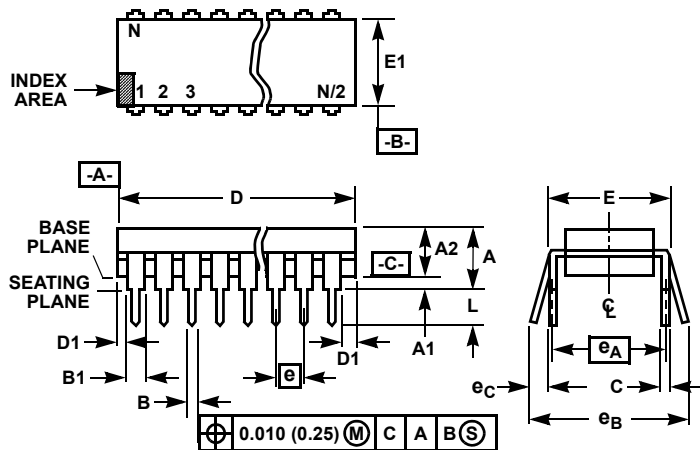 N
E1
INDEX
AREA
1 2 3 N/2
-B-
-A-
D
E
BASE
PLANE
A2
A
-C-
SEATING
PLANE
L
C
L
D1
A1
D1
eA
B1
e
eC
C
B
eB
0.010 (0.25) M C A B S